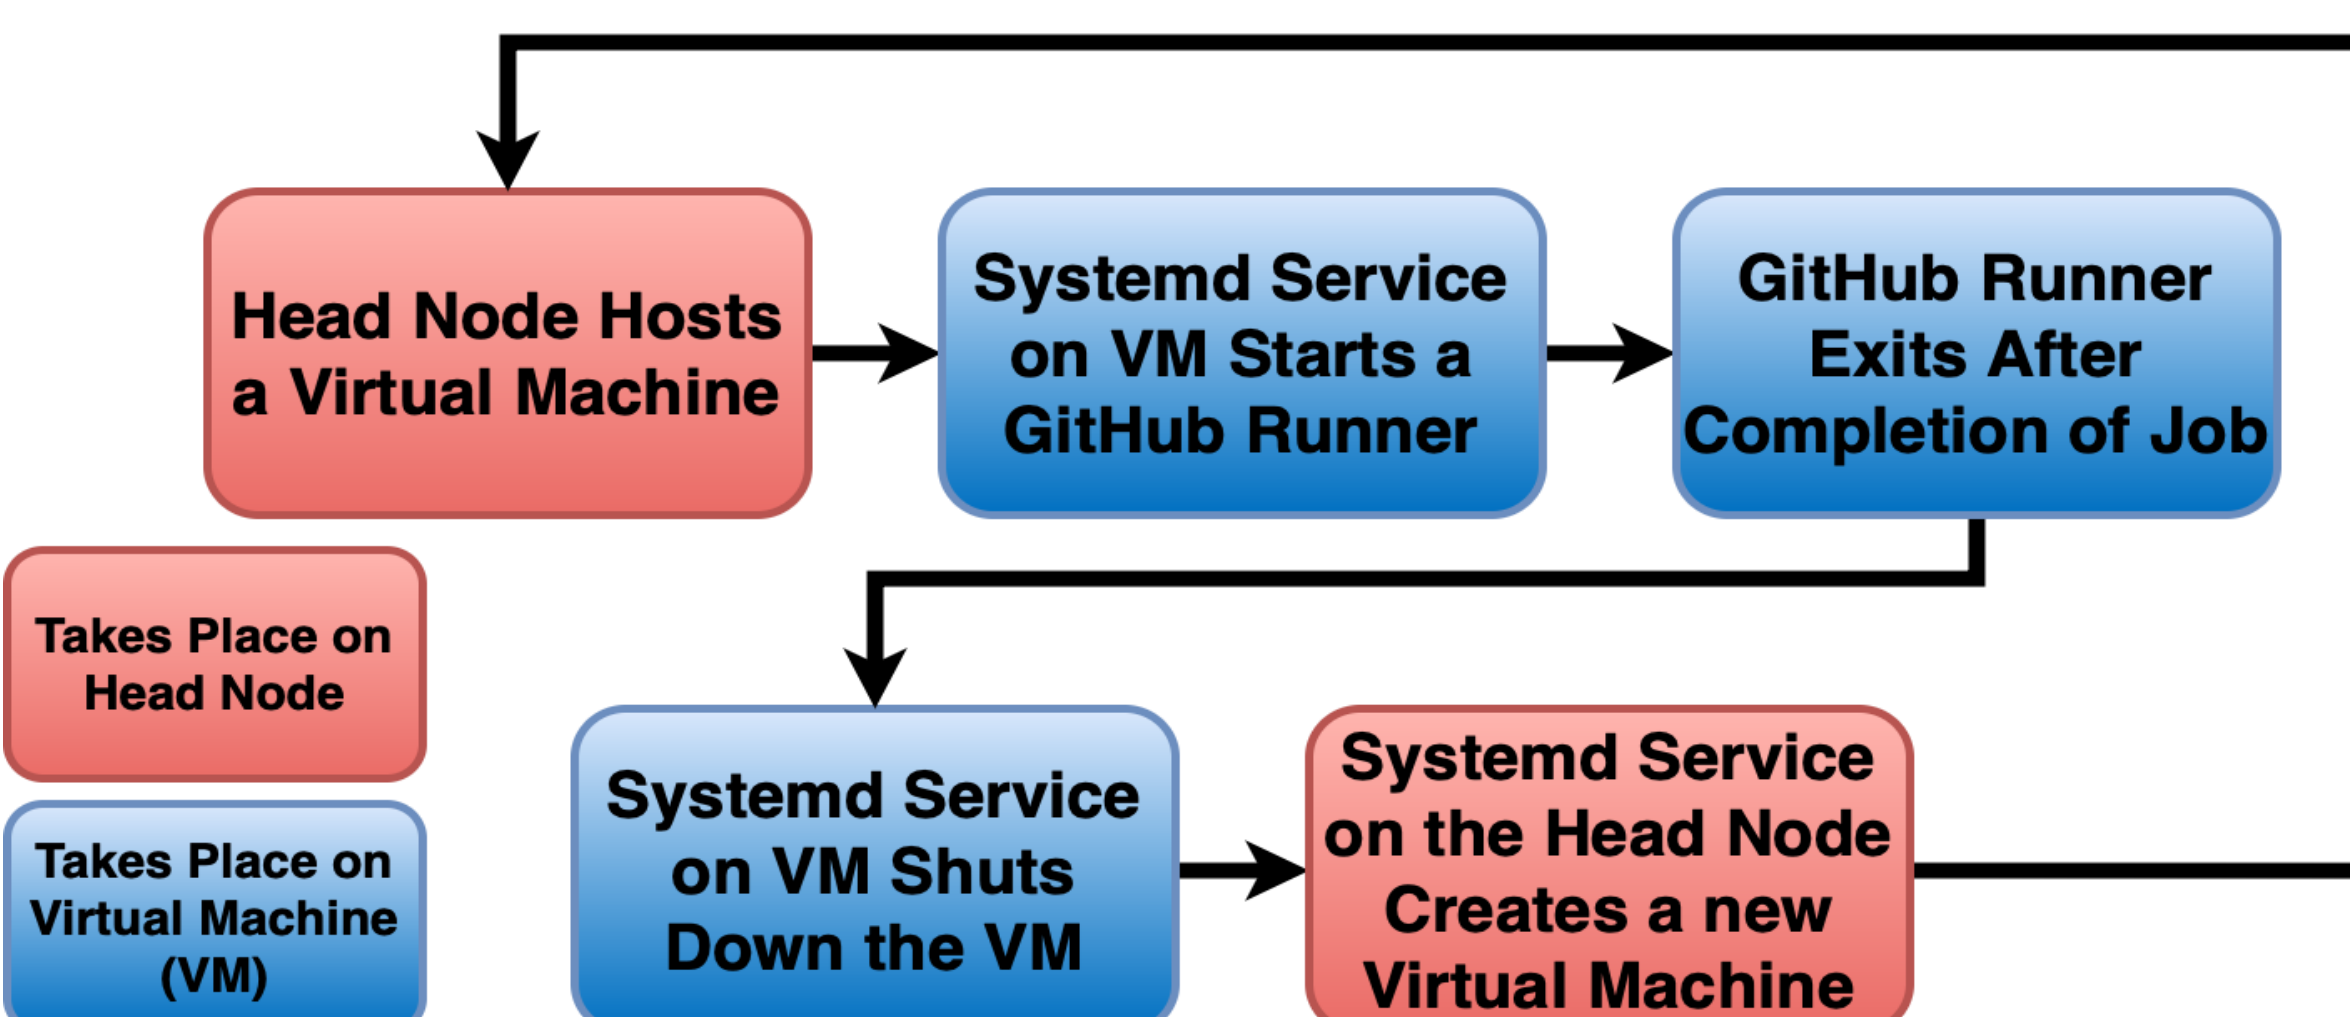 Head Node Hosts
a Virtual Machine
Systemd Service
on VM Starts a
GitHub Runner
GitHub Runner
Exits After
Completion of Job
Takes Place on
Head Node
Takes Place on
Virtual Machine
(VM)
Systemd Service
on VM Shuts
Down the VM
Systemd Service
on the Head Node
Creates a new
Virtual Machine